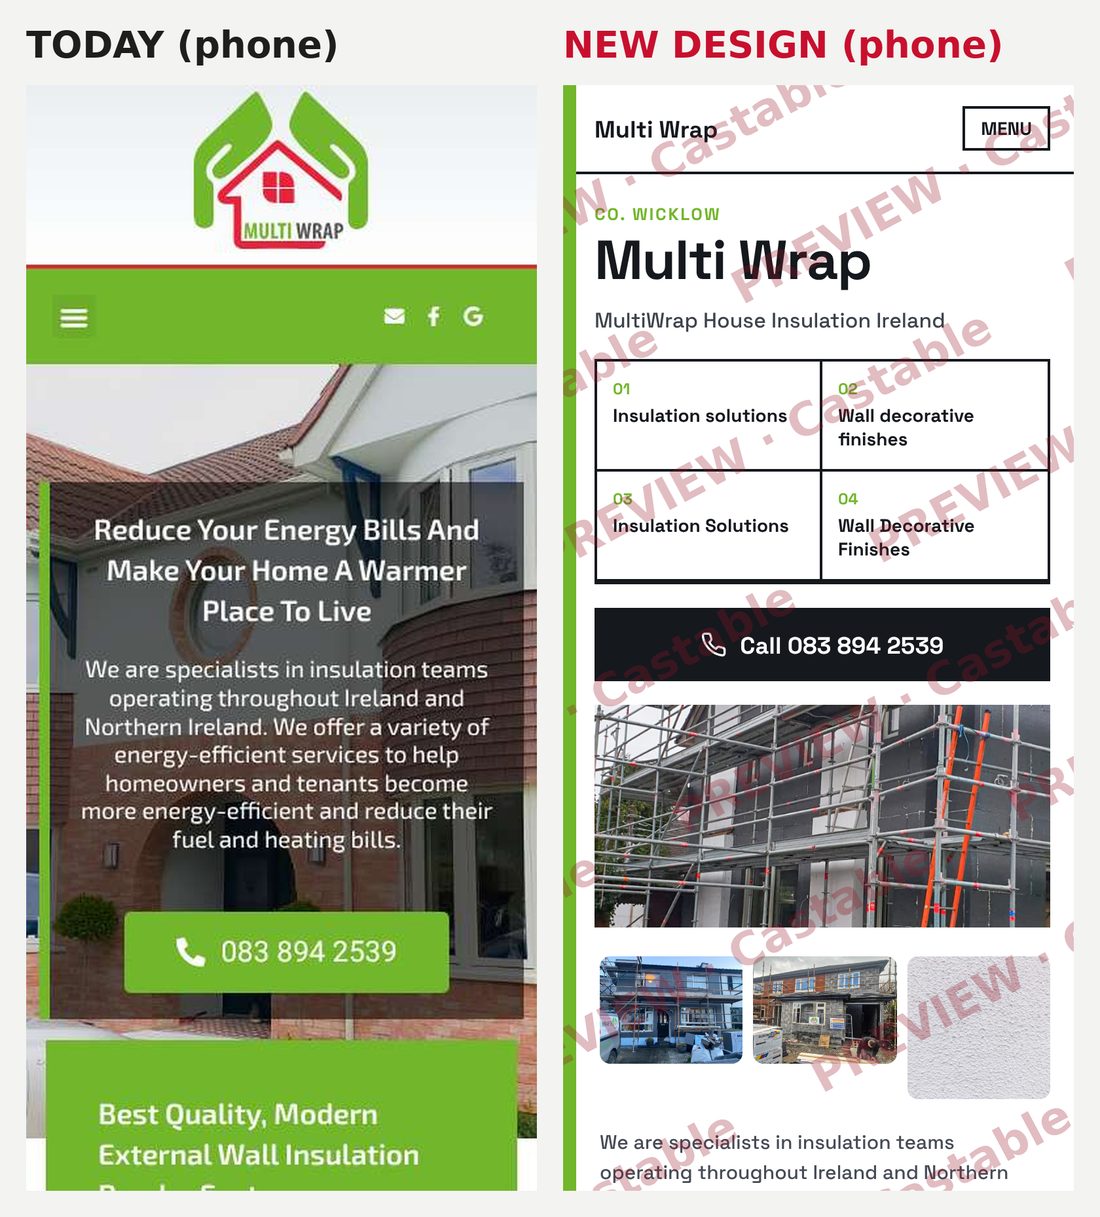 TODAY (phone)
MULTI WRAP
Reduce Your Energy Bills And
Make Your Home A Warmer
Place To Live
We are specialists in insulation teams
operating throughout Ireland and
Northern Ireland. We offer a variety of
energy-efficient services to help
homeowners and tenants become
more energy-efficient and reduce their
fuel and heating bills.
083 894 2539
Best Quality, Modern
External Wall Insulation
NEW DESIGN (phone)
Multi Wrap
MENU
CO. WICKLOW
Multi Wrap
MultiWrap House Insulation Ireland
01
Insulation solutions
02
Wall decorative
finishes
03
Insulation Solutions
04
Wall Decorative
Finishes
Call 083 894 2539
We are specialists in insulation teams
operating throughout Ireland and Northern
PREVIEW · Castable